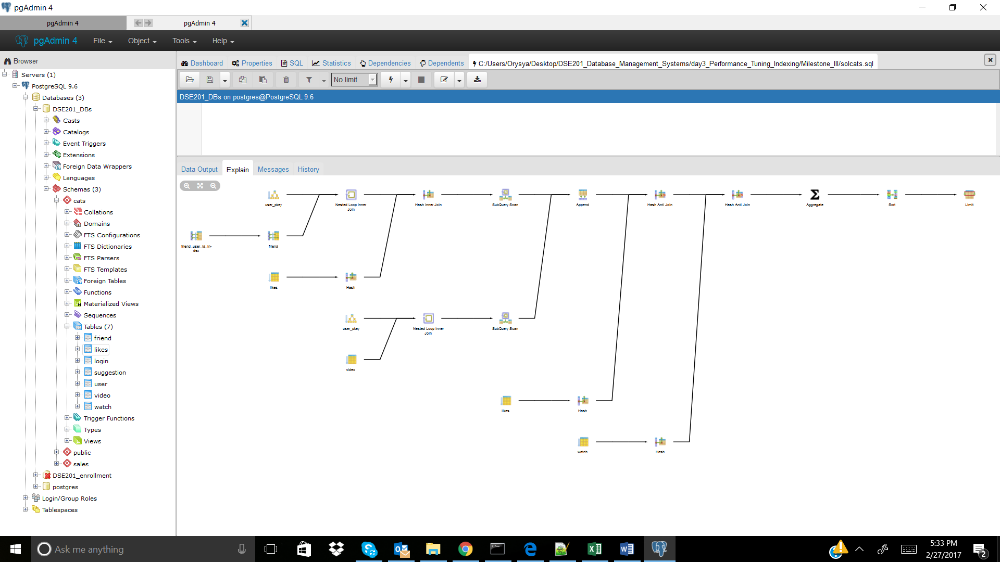 pgAdmin 4
pgAdmin 4
pgAdmin 4
pgAdmin 4
File
Object
Tools
Help
Browser
Servers (1)
PostgreSQL 9.6
Databases (3)
DSE201_DBs
Casts
Catalogs
Event Triggers
Extensions
Foreign Data Wrappers
Languages
Schemas (3)
cats
Collations
Domains
FTS Configurations
FTS Dictionaries
FTS Parsers
FTS Templates
Foreign Tables
Functions
Materialized Views
Sequences
Tables (7)
friend
likes
login
suggestion
user
video
watch
Trigger Functions
Types
Views
public
sales
DSE201_enrollment
postgres
Login/Group Roles
Tablespaces
Dashboard
Properties
SQL
Statistics
Dependencies
Dependents
C:/Users/Orysya/Desktop/DSE201_Database_Management_Systems/day3_Performance_Tuning_Indexing/Milestone_III/solcats.sql
No limit
DSE201_DBs on postgres@PostgreSQL 9.6
Data Output
Explain
Messages
History
user_pkey
Nested Loop Inner
Join
Hash Inner Join
SubQuery Scan
Append
Hash Anti Join
Hash Anti Join
Aggregate
Sort
Limit
friend_user_id_in-
dex
friend
likes
Hash
user_pkey
Nested Loop Inner
Join
SubQuery Scan
video
likes
Hash
watch
Hash
Ask me anything
5:33 PM
2/27/2017
2